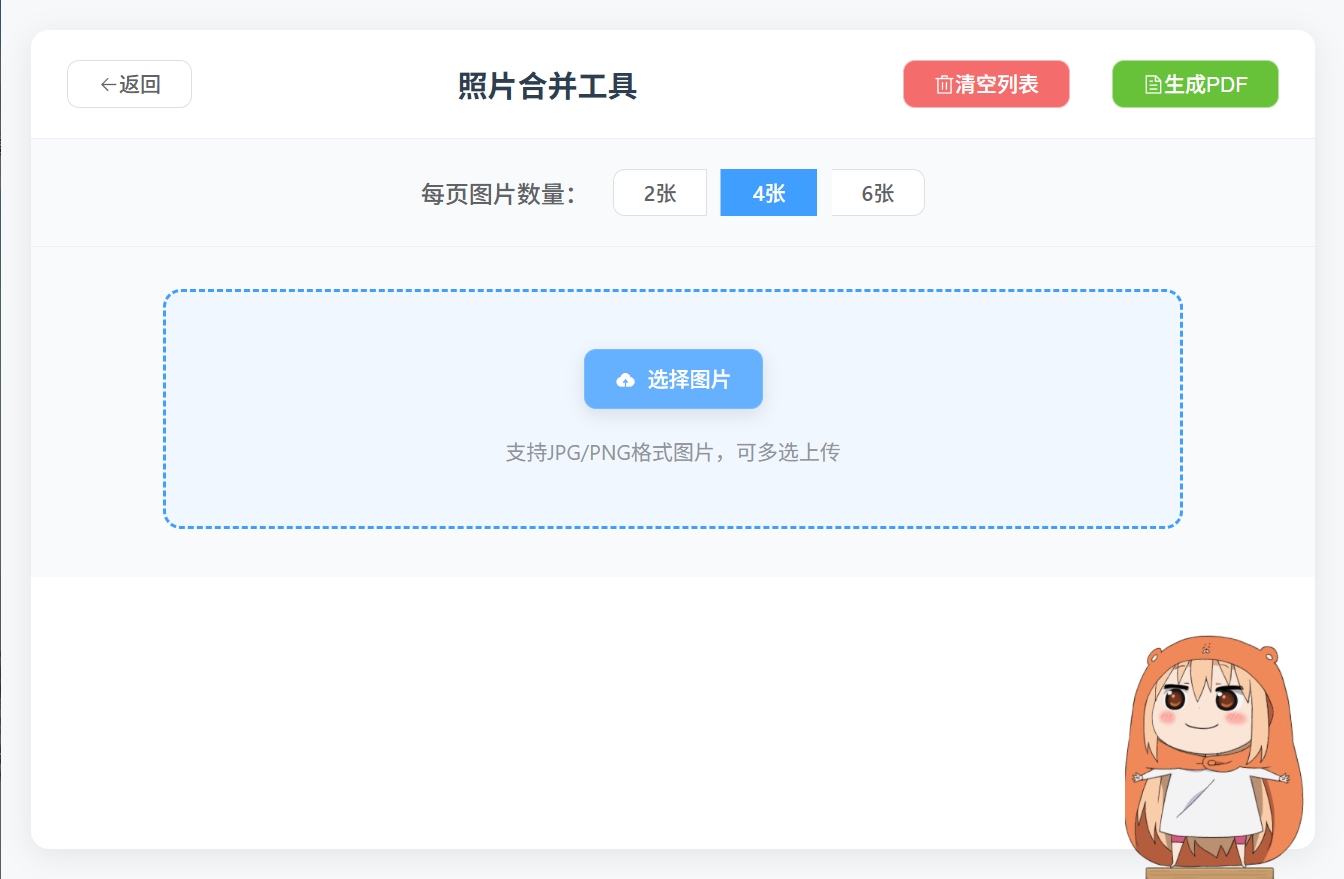 返回
照片合并工具
清空列表
生成PDF
每页图片数量：
2张
4张
6张
选择图片
支持JPG/PNG格式图片，可多选上传